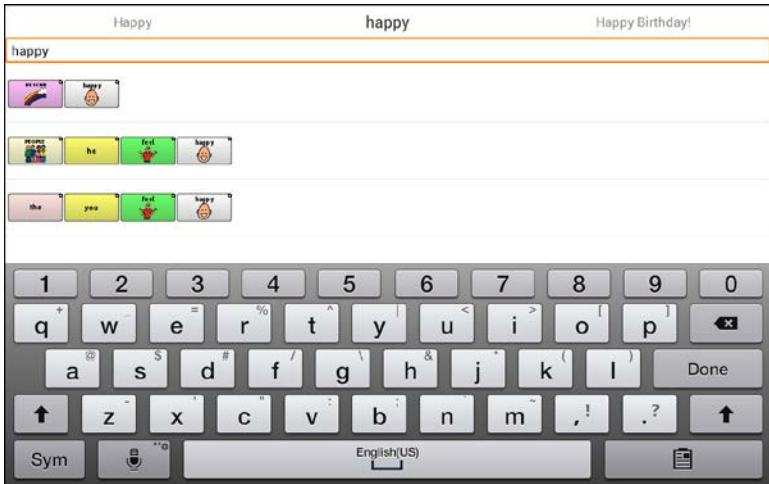 Happy happy Happy Birthday!
happy
happy
PEOPLE he feel happy
the you feel happy
1 2 3 4 5 6 7 8 9 0
q + w _ e = r % t ^ y | u < i > o [ p ]
a @ s $ d # f / g \ h & j * k ( l ) Done
z - x ' c " v : b ; n m ~ , ! . ?
Sym English(US)